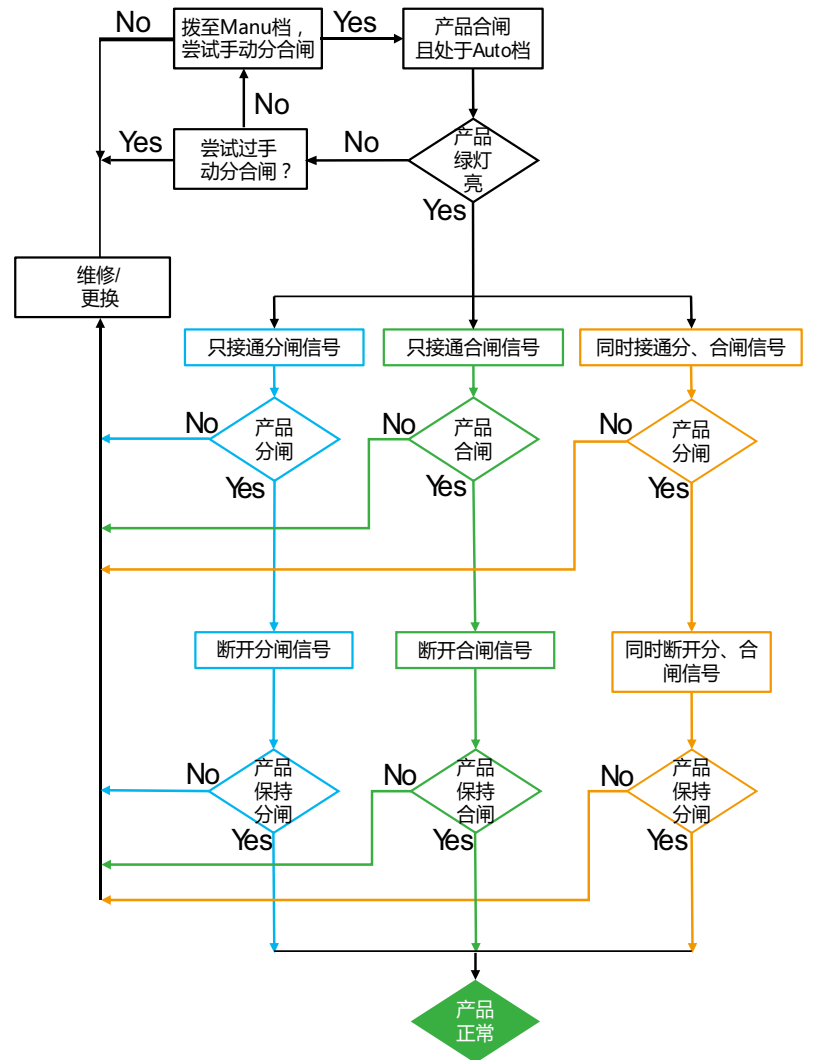 No
拨至Manu档，
尝试手动分合闸
Yes
产品合闸
且处于Auto档
No
Yes
尝试过手
动分合闸？
No
产品
绿灯
亮
Yes
维修/
更换
只接通分闸信号
只接通合闸信号
同时接通分、合闸信号
No
产品
分闸
Yes
No
产品
合闸
Yes
No
产品
分闸
Yes
断开分闸信号
断开合闸信号
同时断开分、合
闸信号
No
产品
保持
分闸
Yes
No
产品
保持
合闸
Yes
No
产品
保持
分闸
Yes
产品
正常